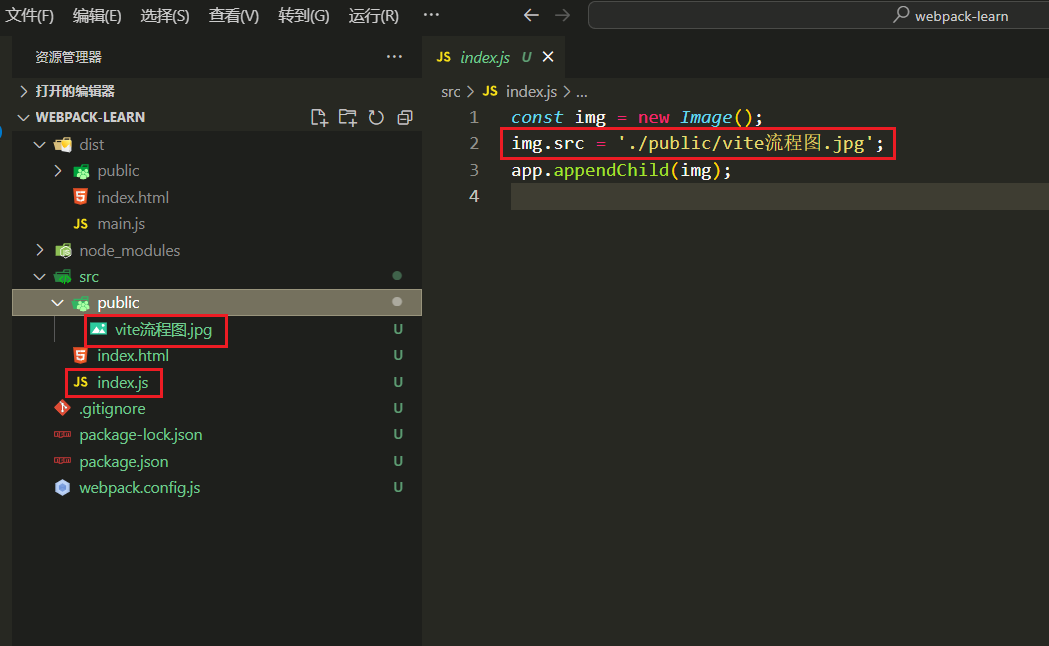 文件(F) 编辑(E) 选择(S) 查看(V) 转到(G) 运行(R) ··· webpack-learn
资源管理器 ···
打开的编辑器
WEBPACK-LEARN
dist
public
index.html
JS main.js
node_modules
src
public
vite流程图.jpg U
index.html U
JS index.js U
.gitignore U
package-lock.json U
package.json U
webpack.config.js U
JS index.js U
src > JS index.js > ...
1 const img = new Image();
2 img.src = './public/vite流程图.jpg';
3 app.appendChild(img);
4